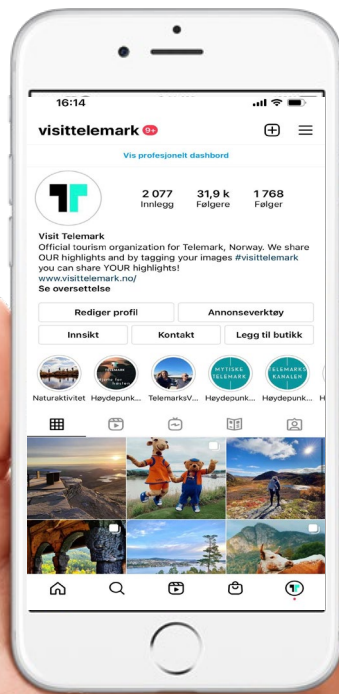 16:14
visittelemark 9+
Vis profesjonelt dashbord
2 077 31,9 k 1 768
Innlegg Følgere Følger
Visit Telemark
Official tourism organization for Telemark, Norway. We share
OUR highlights and by tagging your images #visittelemark
you can share YOUR highlights!
www.visittelemark.no/
Se oversettelse
Rediger profil Annonseverktøy
Innsikt Kontakt Legg til butikk
MYTISKE
TELEMARK
Naturaktivitet Høydepunk... TelemarksV... Høydepunk... Høydepunk...